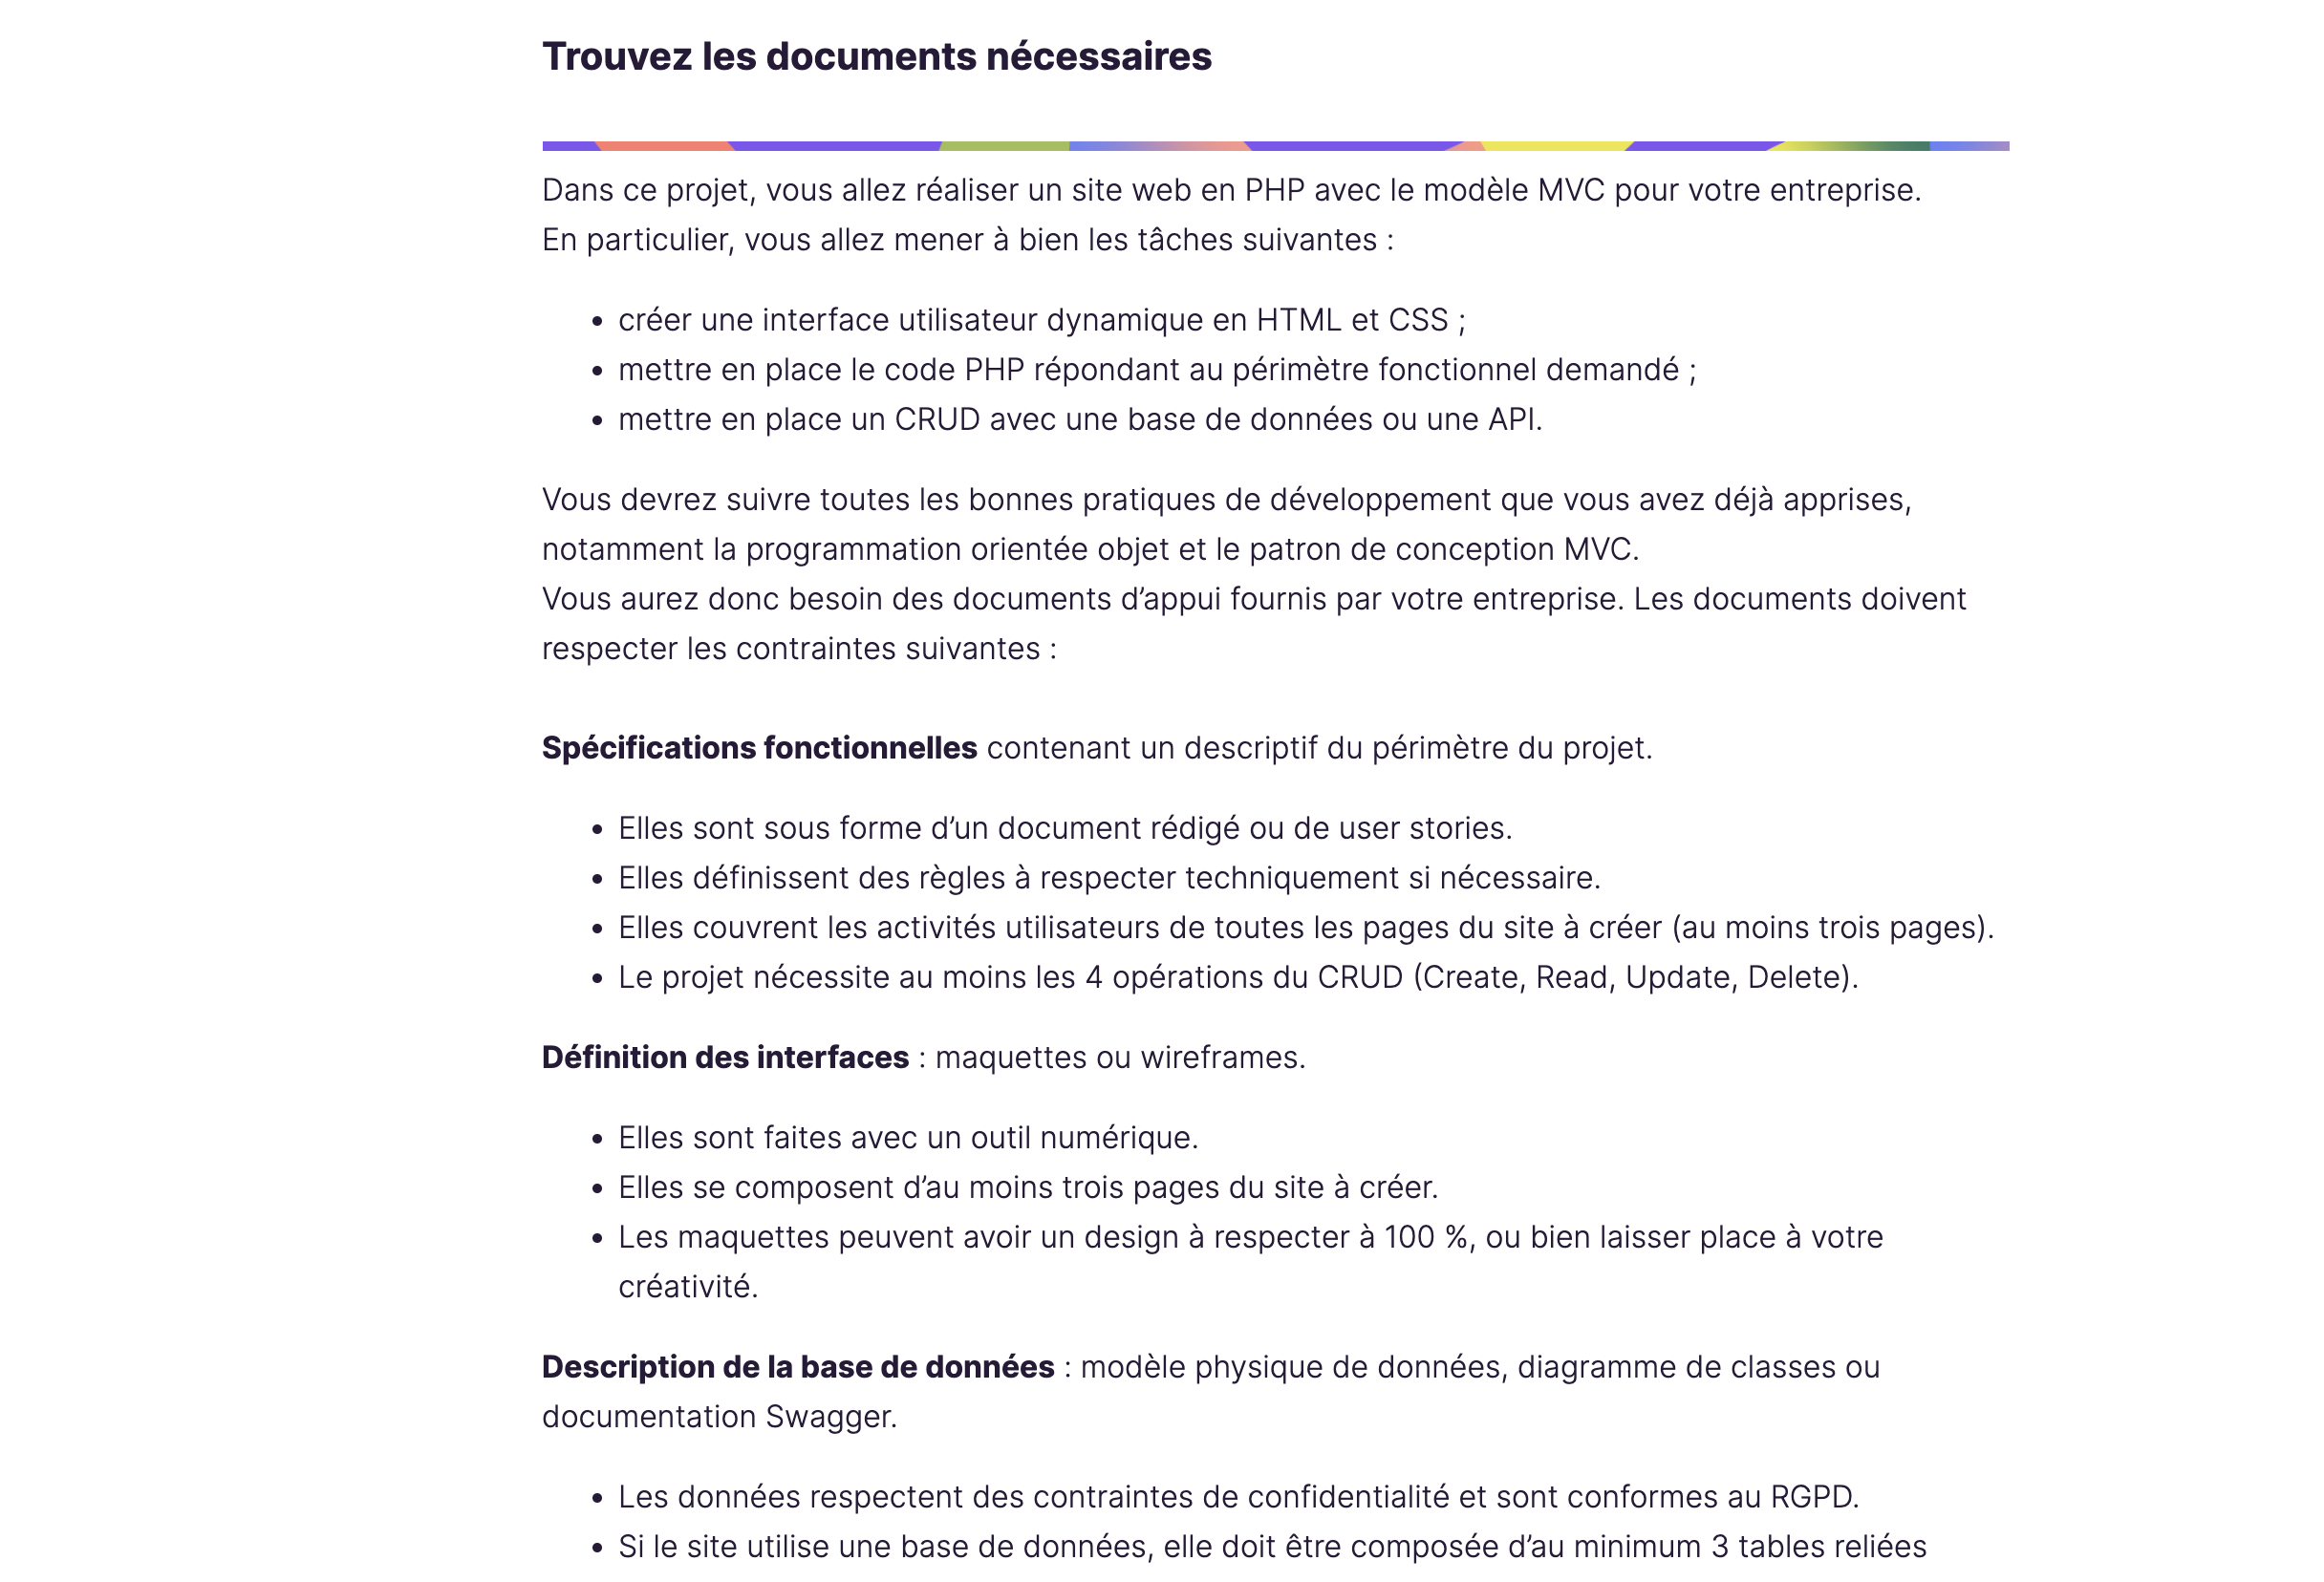 Trouvez les documents nécessaires
Dans ce projet, vous allez réaliser un site web en PHP avec le modèle MVC pour votre entreprise.
En particulier, vous allez mener à bien les tâches suivantes :
• créer une interface utilisateur dynamique en HTML et CSS ;
• mettre en place le code PHP répondant au périmètre fonctionnel demandé ;
• mettre en place un CRUD avec une base de données ou une API.
Vous devrez suivre toutes les bonnes pratiques de développement que vous avez déjà apprises,
notamment la programmation orientée objet et le patron de conception MVC.
Vous aurez donc besoin des documents d’appui fournis par votre entreprise. Les documents doivent
respecter les contraintes suivantes :
Spécifications fonctionnelles contenant un descriptif du périmètre du projet.
• Elles sont sous forme d’un document rédigé ou de user stories.
• Elles définissent des règles à respecter techniquement si nécessaire.
• Elles couvrent les activités utilisateurs de toutes les pages du site à créer (au moins trois pages).
• Le projet nécessite au moins les 4 opérations du CRUD (Create, Read, Update, Delete).
Définition des interfaces : maquettes ou wireframes.
• Elles sont faites avec un outil numérique.
• Elles se composent d’au moins trois pages du site à créer.
• Les maquettes peuvent avoir un design à respecter à 100 %, ou bien laisser place à votre
créativité.
Description de la base de données : modèle physique de données, diagramme de classes ou
documentation Swagger.
• Les données respectent des contraintes de confidentialité et sont conformes au RGPD.
• Si le site utilise une base de données, elle doit être composée d’au minimum 3 tables reliées